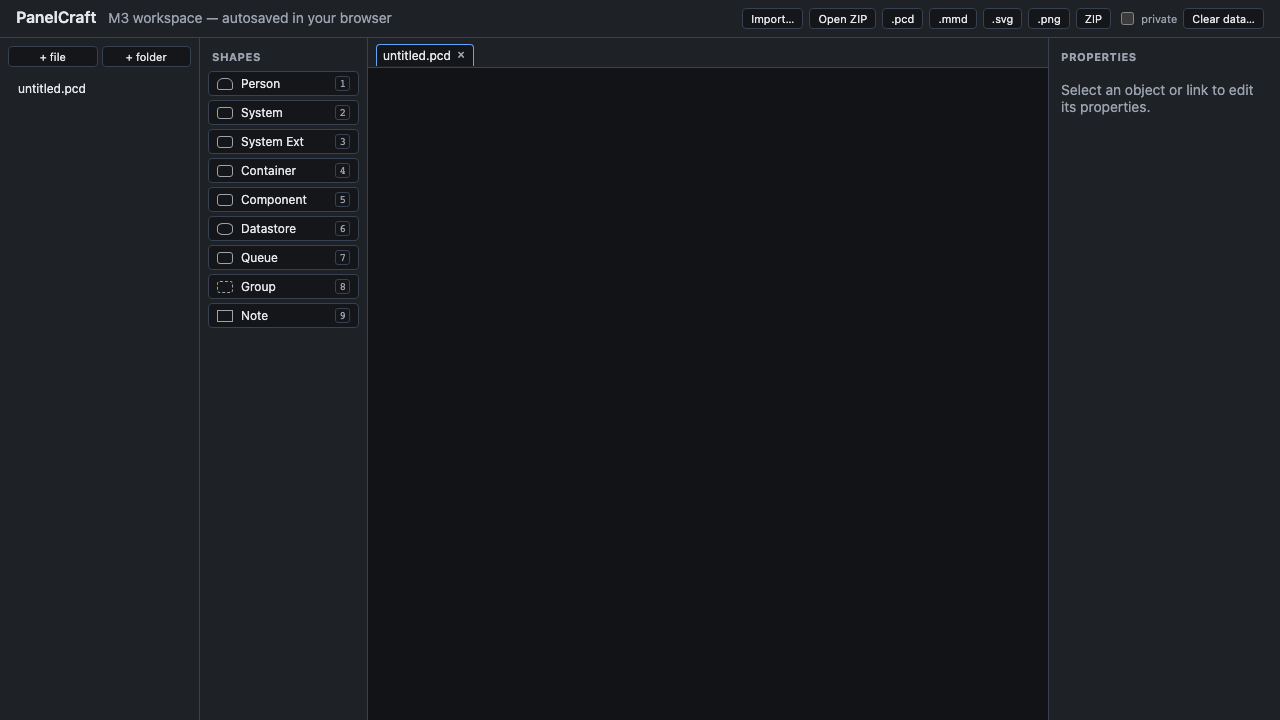 PanelCraft M3 workspace — autosaved in your browser Import... Open ZIP .pcd .mmd .svg .png ZIP private Clear data...
+ file + folder
untitled.pcd
SHAPES
Person 1
System 2
System Ext 3
Container 4
Component 5
Datastore 6
Queue 7
Group 8
Note 9
untitled.pcd ×
PROPERTIES
Select an object or link to edit
its properties.